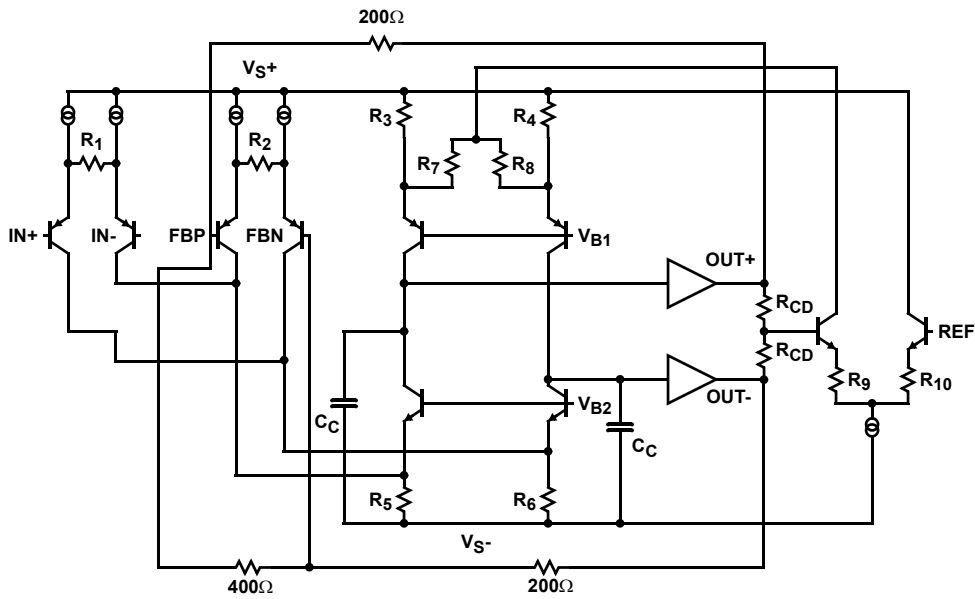 200Ω
VS+
R3
R4
R1
R2
R7
R8
IN+
IN-
FBP
FBN
VB1
OUT+
RCD
REF
RCD
R9
R10
OUT-
CC
VB2
CC
R5
R6
VS-
400Ω
200Ω